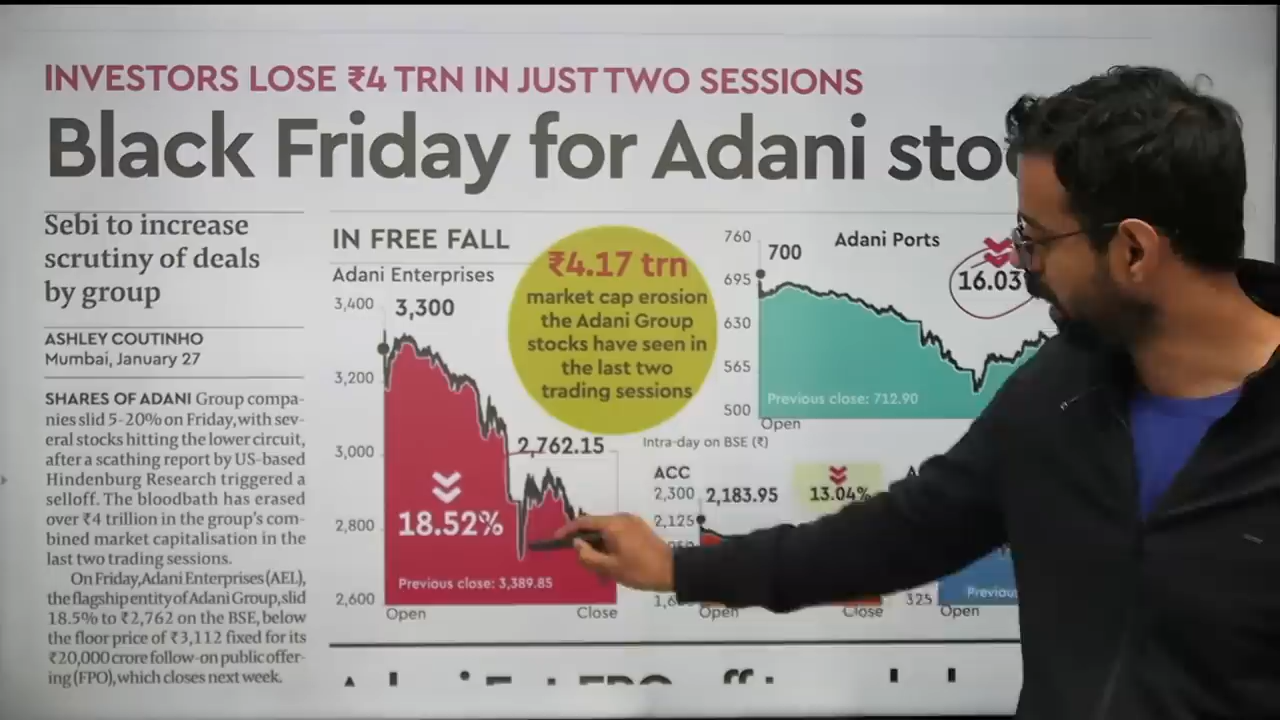 INVESTORS LOSE ₹4 TRN IN JUST TWO SESSIONS
Black Friday for Adani
Sebi to increase
scrutiny of deals
by group
ASHLEY COUTINHO
Mumbai, January 27
SHARES OF ADANI Group compa-
nies slid 5-20% on Friday, with sev-
eral stocks hitting the lower circuit,
after a scathing report by US-based
Hindenburg Research triggered a
selloff. The bloodbath has erased
over ₹4 trillion in the group's com-
bined market capitalisation in the
last two trading sessions.
On Friday, Adani Enterprises (AEL),
the flagship entity of Adani Group, slid
18.5% to ₹2,762 on the BSE, below
the floor price of ₹3,112 fixed for its
₹20,000 crore follow-on public offer-
ing (FPO), which closes next week.
IN FREE FALL
Adani Enterprises
3,400
3,300
3,200
3,000
2,800
2,600
2,762.15
18.52%
Previous close: 3,389.85
Open
Close
₹4.17 trn
market cap erosion
the Adani Group
stocks have seen in
the last two
trading sessions
Adani Ports
760
700
695
630
565
500
16.03
Previous close: 712.90
Open
Intra-day on BSE (₹)
ACC
2,300
2,183.95
13.04%
2,125
Open
Close
325
Open